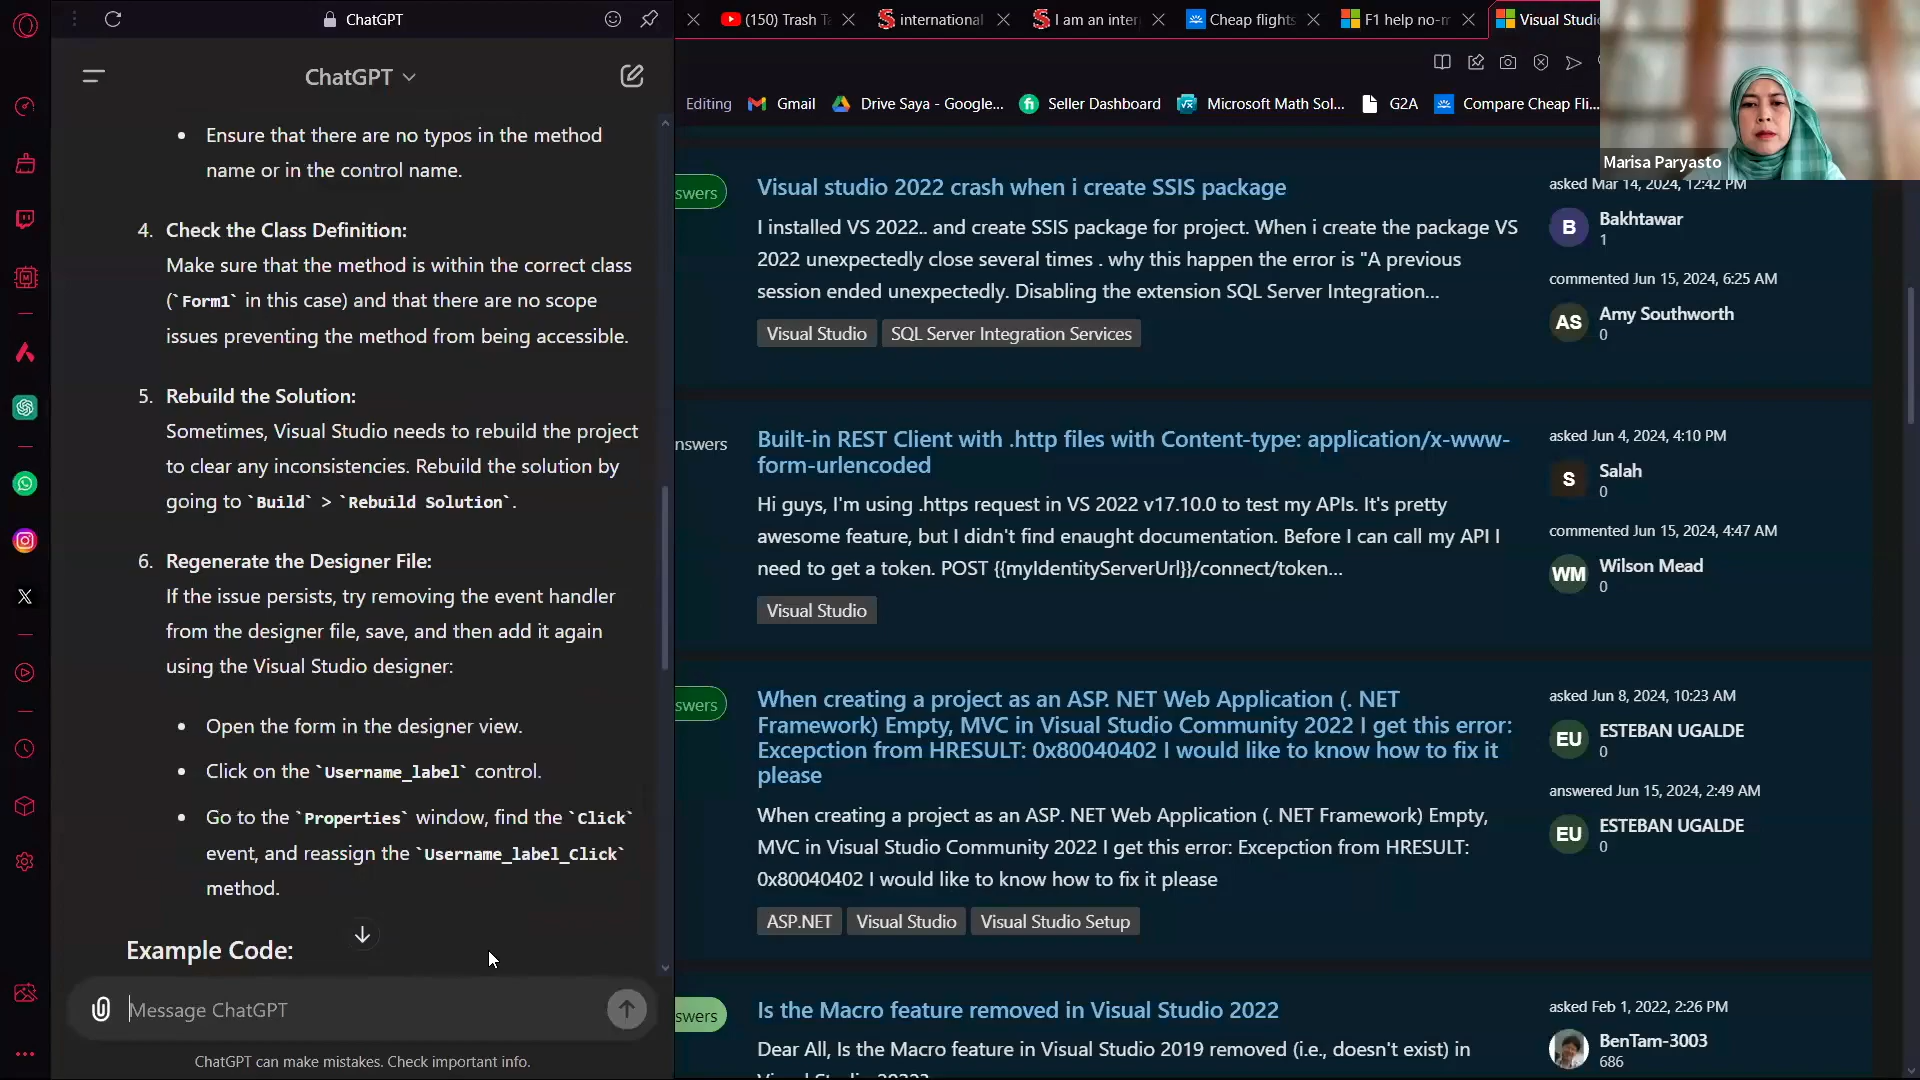 ChatGPT
(150) Trash T
international
I am an inter
Cheap flights
F1 help no-m
Visual Studi
ChatGPT
Editing
Gmail
Drive Saya - Google...
Seller Dashboard
Microsoft Math Sol...
G2A
Compare Cheap Fli...
Marisa Paryasto
Ensure that there are no typos in the method
name or in the control name.
4. Check the Class Definition:
Make sure that the method is within the correct class
(`Form1` in this case) and that there are no scope
issues preventing the method from being accessible.
5. Rebuild the Solution:
Sometimes, Visual Studio needs to rebuild the project
to clear any inconsistencies. Rebuild the solution by
going to `Build` > `Rebuild Solution`.
6. Regenerate the Designer File:
If the issue persists, try removing the event handler
from the designer file, save, and then add it again
using the Visual Studio designer:
Open the form in the designer view.
Click on the `Username_label` control.
Go to the `Properties` window, find the `Click`
event, and reassign the `Username_label_Click`
method.
Example Code:
Message ChatGPT
ChatGPT can make mistakes. Check important info.
swers
Visual studio 2022 crash when i create SSIS package
I installed VS 2022.. and create SSIS package for project. When i create the package VS
2022 unexpectedly close several times . why this happen the error is "A previous
session ended unexpectedly. Disabling the extension SQL Server Integration...
Visual Studio
SQL Server Integration Services
asked Mar 14, 2024, 12:42 PM
B
Bakhtawar
1
commented Jun 15, 2024, 6:25 AM
AS
Amy Southworth
0
nswers
Built-in REST Client with .http files with Content-type: application/x-www-
form-urlencoded
Hi guys, I'm using .https request in VS 2022 v17.10.0 to test my APIs. It's pretty
awesome feature, but I didn't find enaught documentation. Before I can call my API I
need to get a token. POST {{myIdentityServerUrl}}/connect/token...
Visual Studio
asked Jun 4, 2024, 4:10 PM
S
Salah
0
commented Jun 15, 2024, 4:47 AM
WM
Wilson Mead
0
swers
When creating a project as an ASP. NET Web Application (. NET
Framework) Empty, MVC in Visual Studio Community 2022 I get this error:
Excepction from HRESULT: 0x80040402 I would like to know how to fix it
please
When creating a project as an ASP. NET Web Application (. NET Framework) Empty,
MVC in Visual Studio Community 2022 I get this error: Excepction from HRESULT:
0x80040402 I would like to know how to fix it please
ASP.NET
Visual Studio
Visual Studio Setup
asked Jun 8, 2024, 10:23 AM
EU
ESTEBAN UGALDE
0
answered Jun 15, 2024, 2:49 AM
EU
ESTEBAN UGALDE
0
swers
Is the Macro feature removed in Visual Studio 2022
Dear All, Is the Macro feature in Visual Studio 2019 removed (i.e., doesn't exist) in
asked Feb 1, 2022, 2:26 PM
BenTam-3003
686